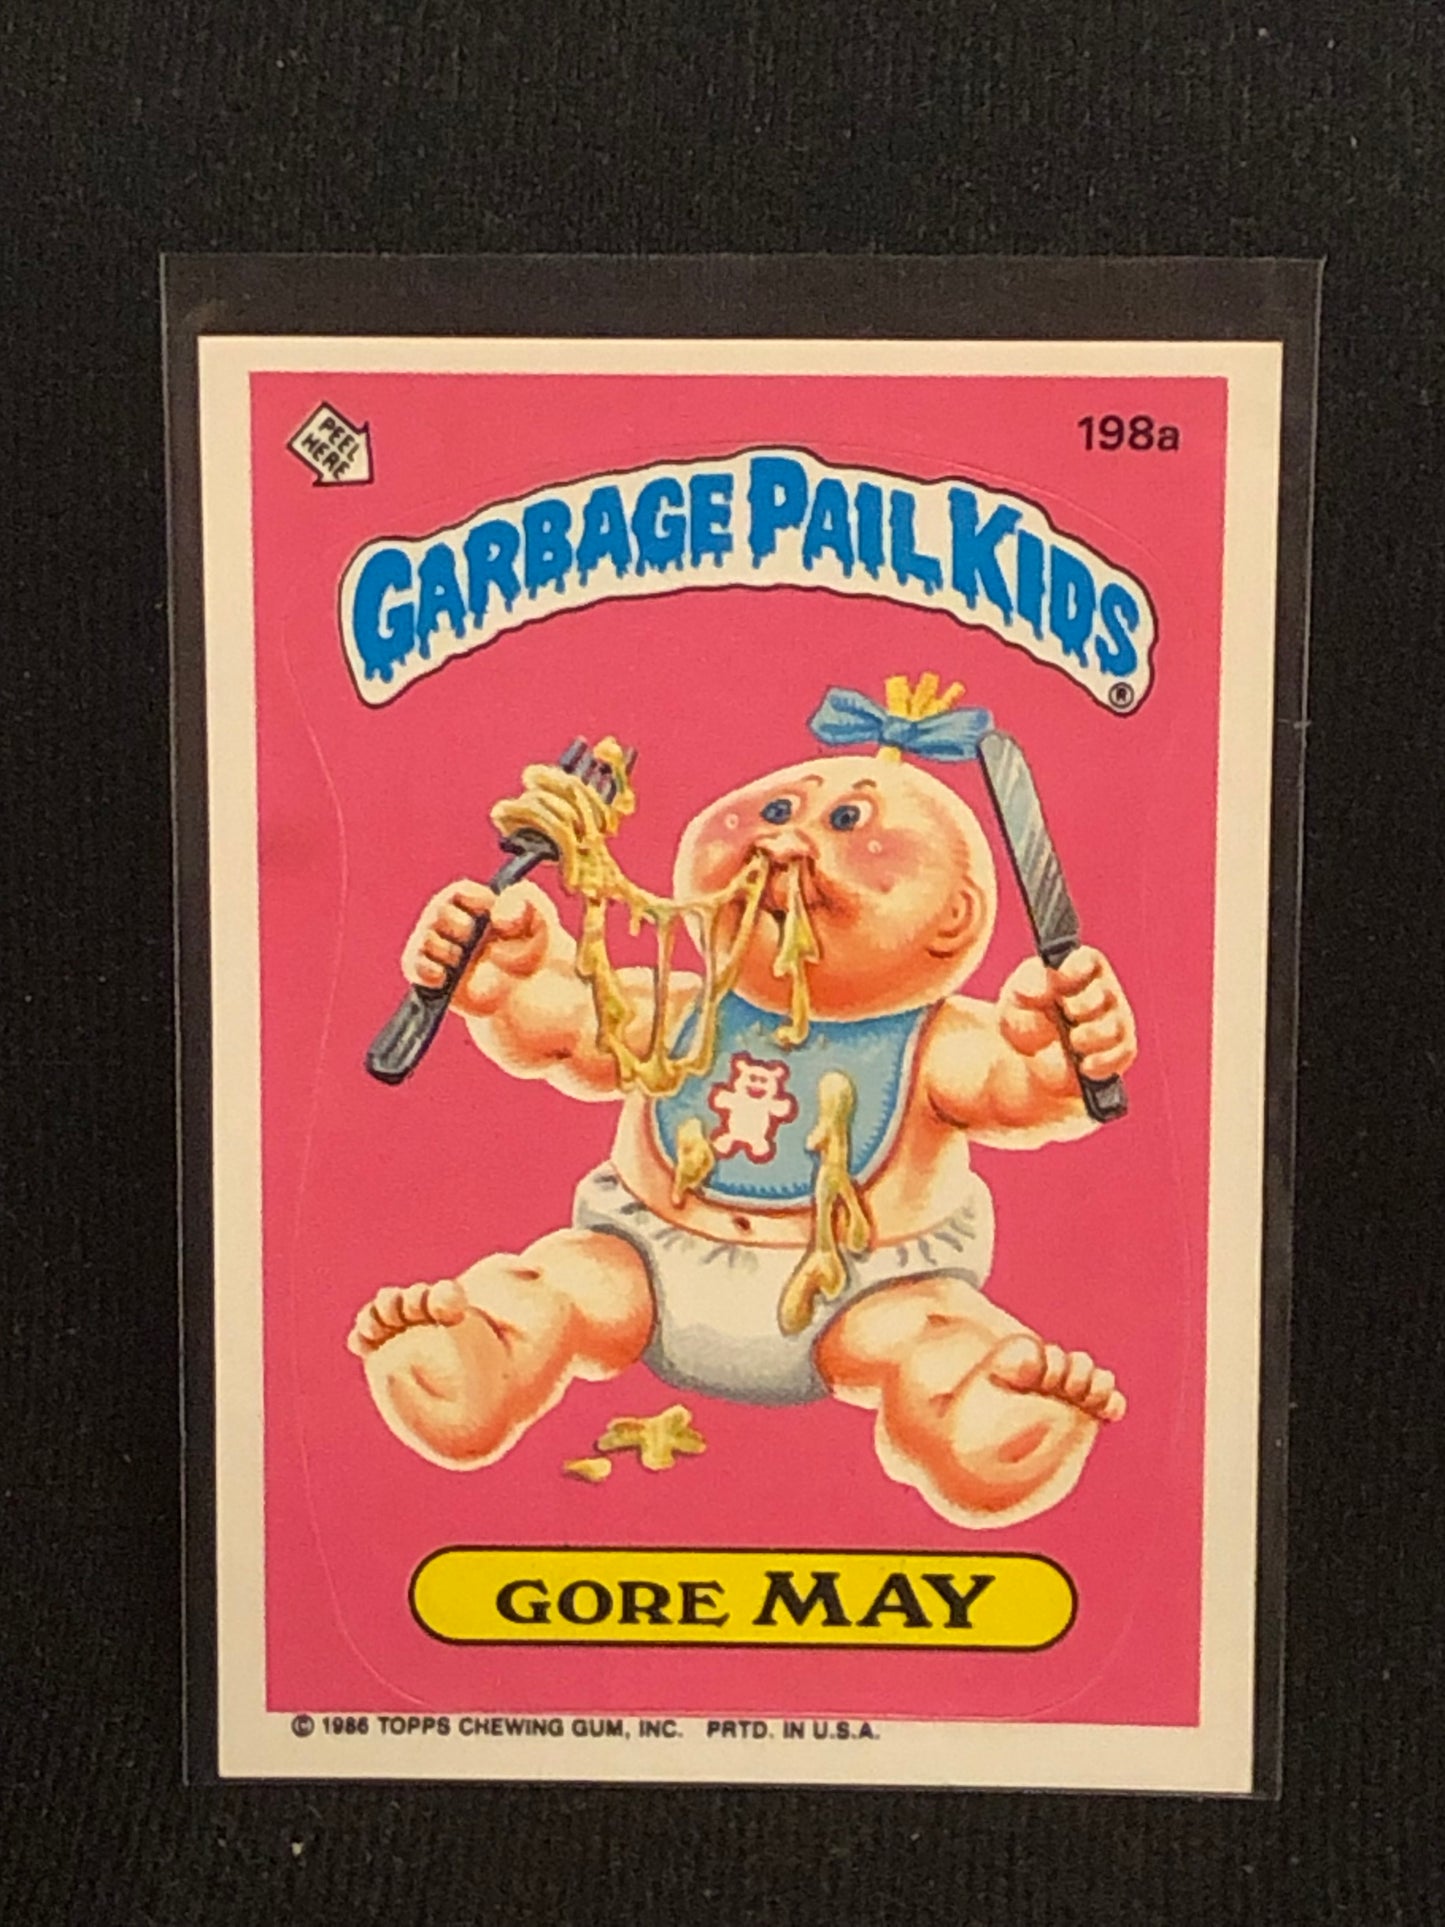 PEEL
HERE
198a
GARBAGE PAIL KIDS ®
GORE MAY
© 1986 TOPPS CHEWING GUM, INC. PRTD. IN U.S.A.